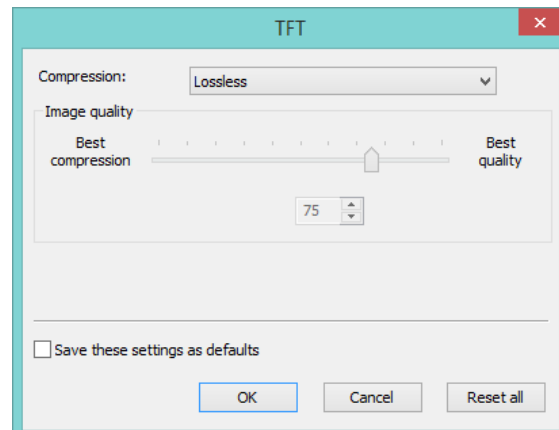 TFT
Compression:
Lossless
Image quality
Best compression
Best quality
75
Save these settings as defaults
OK
Cancel
Reset all